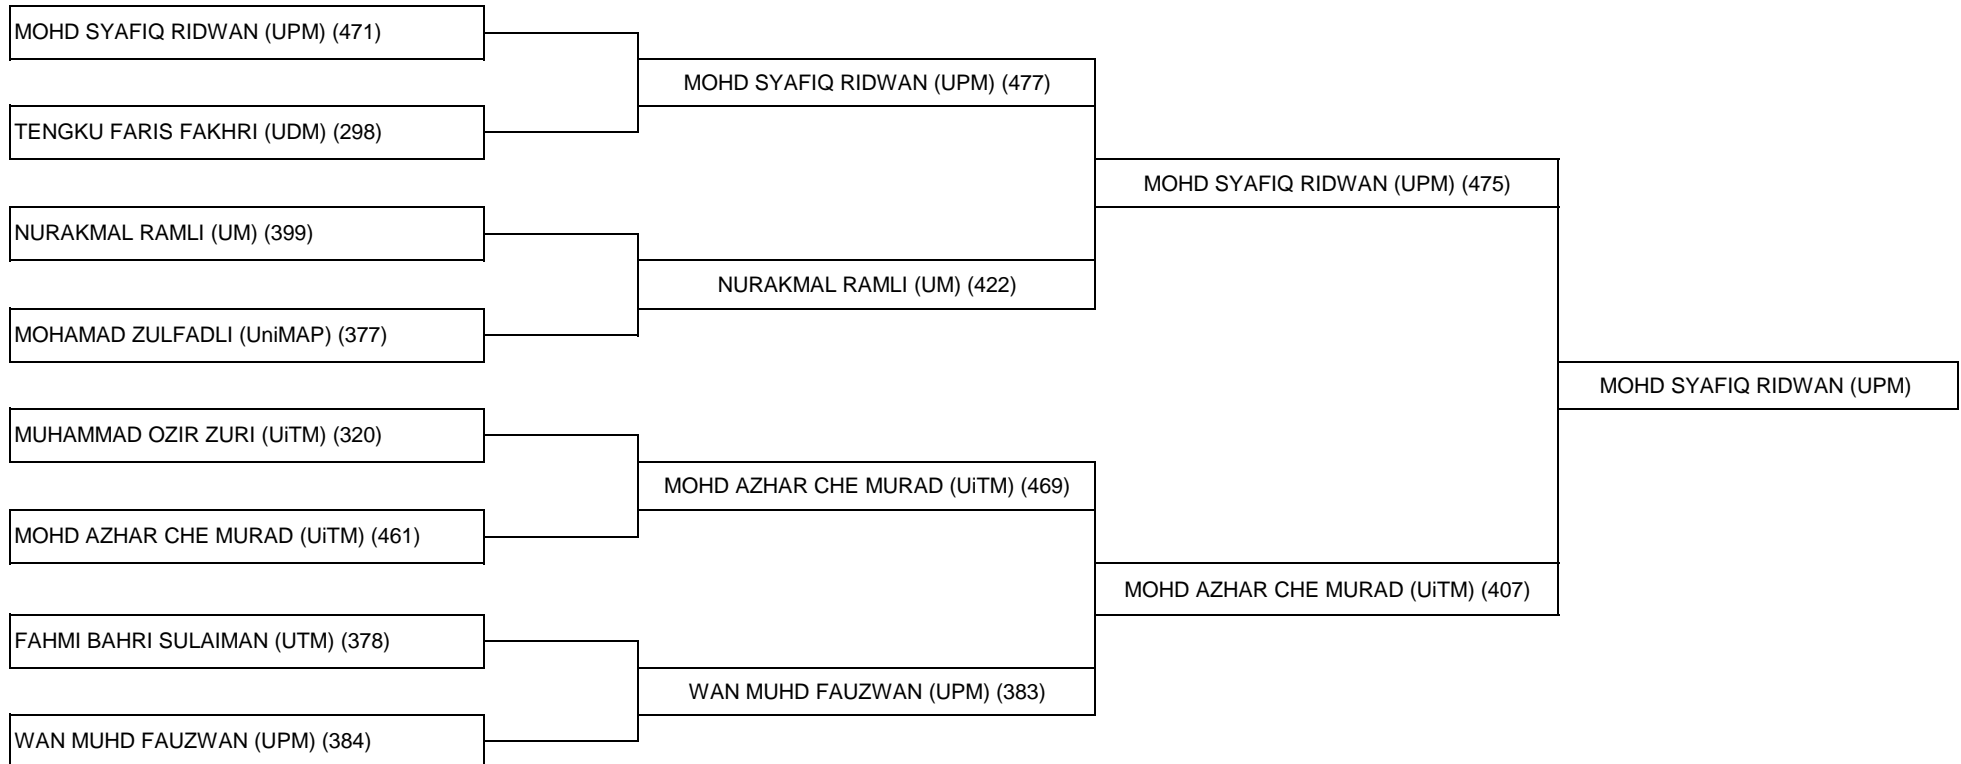 MOHD SYAFIQ RIDWAN (UPM) (471)
MOHD SYAFIQ RIDWAN (UPM) (477)
TENGKU FARIS FAKHRI (UDM) (298)
MOHD SYAFIQ RIDWAN (UPM) (475)
NURAKMAL RAMLI (UM) (399)
NURAKMAL RAMLI (UM) (422)
MOHAMAD ZULFADLI (UniMAP) (377)
MOHD SYAFIQ RIDWAN (UPM)
MUHAMMAD OZIR ZURI (UiTM) (320)
MOHD AZHAR CHE MURAD (UiTM) (469)
MOHD AZHAR CHE MURAD (UiTM) (461)
MOHD AZHAR CHE MURAD (UiTM) (407)
FAHMI BAHRI SULAIMAN (UTM) (378)
WAN MUHD FAUZWAN (UPM) (383)
WAN MUHD FAUZWAN (UPM) (384)